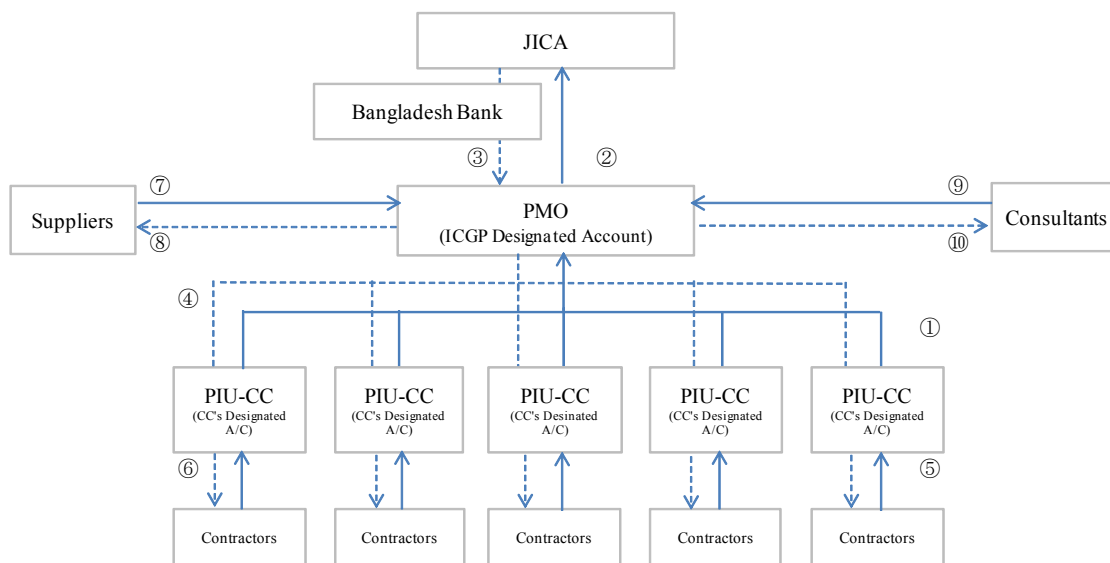 JICA
Bangladesh Bank
③
②
⑦
⑨
Suppliers
PMO
(ICGP Designated Account)
Consultants
⑧
⑩
④
①
PIU-CC
(CC's Designated
A/C)
PIU-CC
(CC's Designated
A/C)
PIU-CC
(CC's Desinated
A/C)
PIU-CC
(CC's Designated
A/C)
PIU-CC
(CC's Designated
A/C)
⑥
⑤
Contractors
Contractors
Contractors
Contractors
Contractors